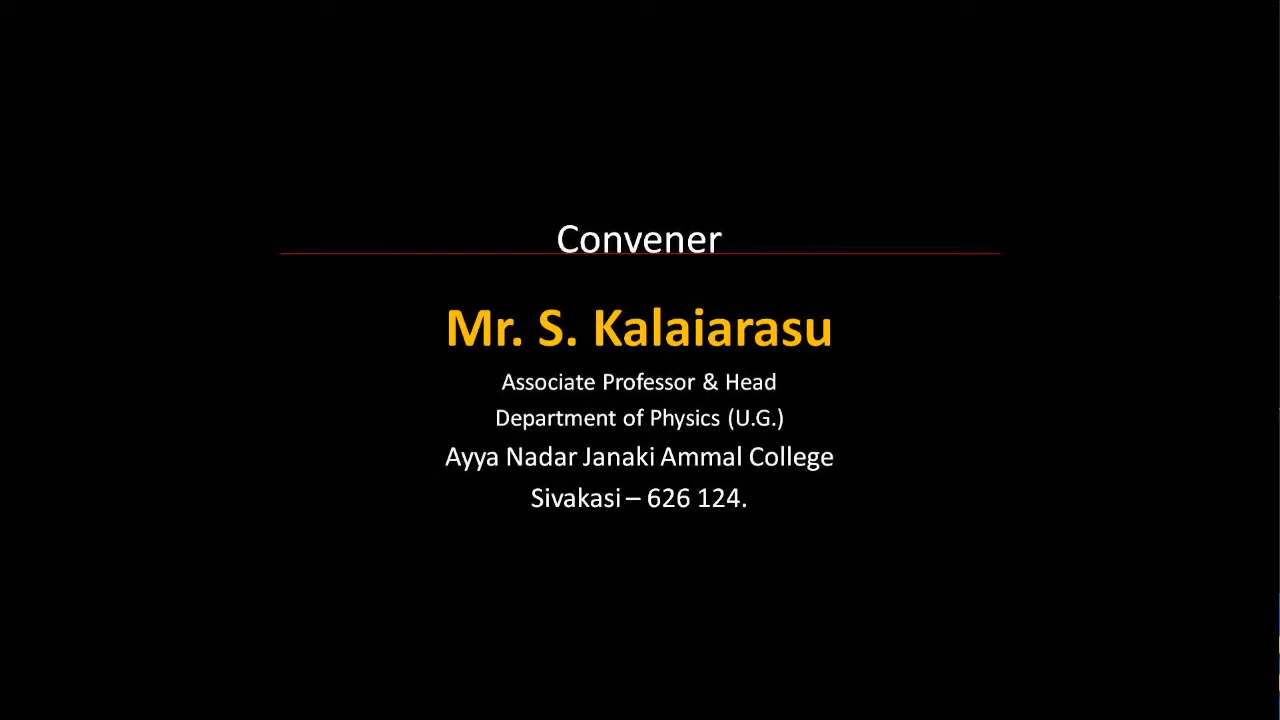 Convener
Mr. S. Kalaiarasu
Associate Professor & Head
Department of Physics (U.G.)
Ayya Nadar Janaki Ammal College
Sivakasi – 626 124.